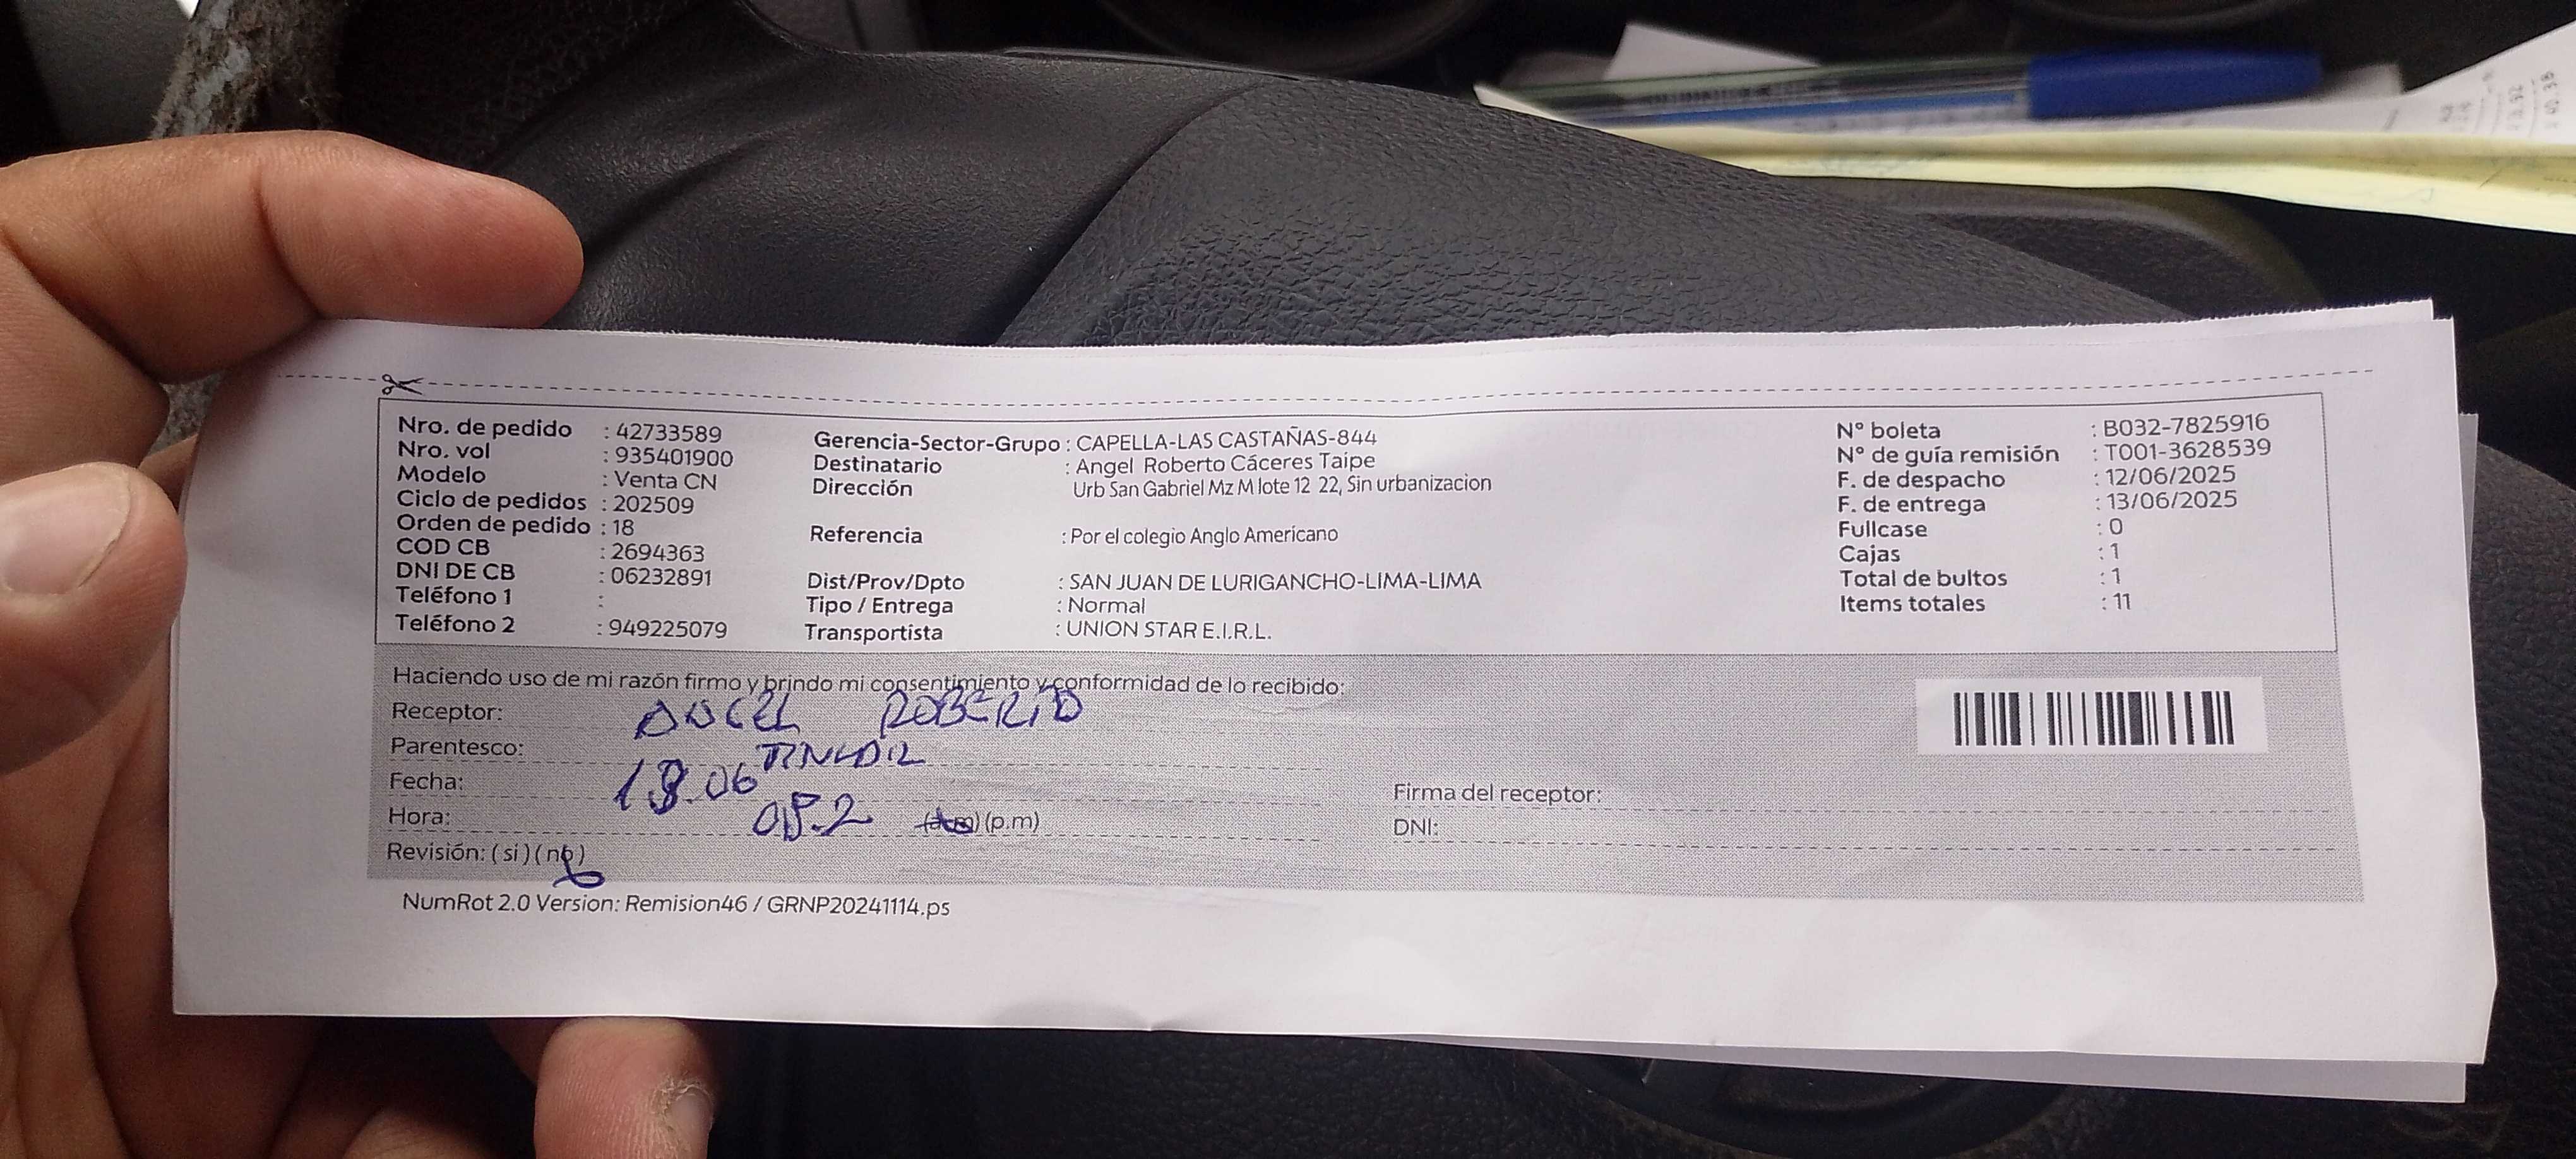 Nro. de pedido : 42733589
Nro. vol : 935401900
Modelo : Venta CN
Ciclo de pedidos : 202509
Orden de pedido : 18
COD CB : 2694363
DNI DE CB : 06232891
Teléfono 1 :
Teléfono 2 : 949225079
Gerencia-Sector-Grupo : CAPELLA-LAS CASTAÑAS-844
Destinatario : Angel Roberto Cáceres Taipe
Dirección Urb San Gabriel Mz M lote 12 22, Sin urbanizacion
Referencia : Por el colegio Anglo Americano
Dist/Prov/Dpto : SAN JUAN DE LURIGANCHO-LIMA-LIMA
Tipo / Entrega : Normal
Transportista : UNION STAR E.I.R.L.
N° boleta : B032-7825916
N° de guía remisión : T001-3628539
F. de despacho : 12/06/2025
F. de entrega : 13/06/2025
Fullcase : 0
Cajas : 1
Total de bultos : 1
Items totales : 11
Haciendo uso de mi razón firmo y brindo mi consentimiento y conformidad de lo recibido:
Receptor: ANGEL ROBERTO
Parentesco:
Fecha:
Hora: (p.m)
Revisión: ( si ) ( no )
Firma del receptor:
DNI:
NumRot 2.0 Version: Remision46 / GRNP20241114.ps